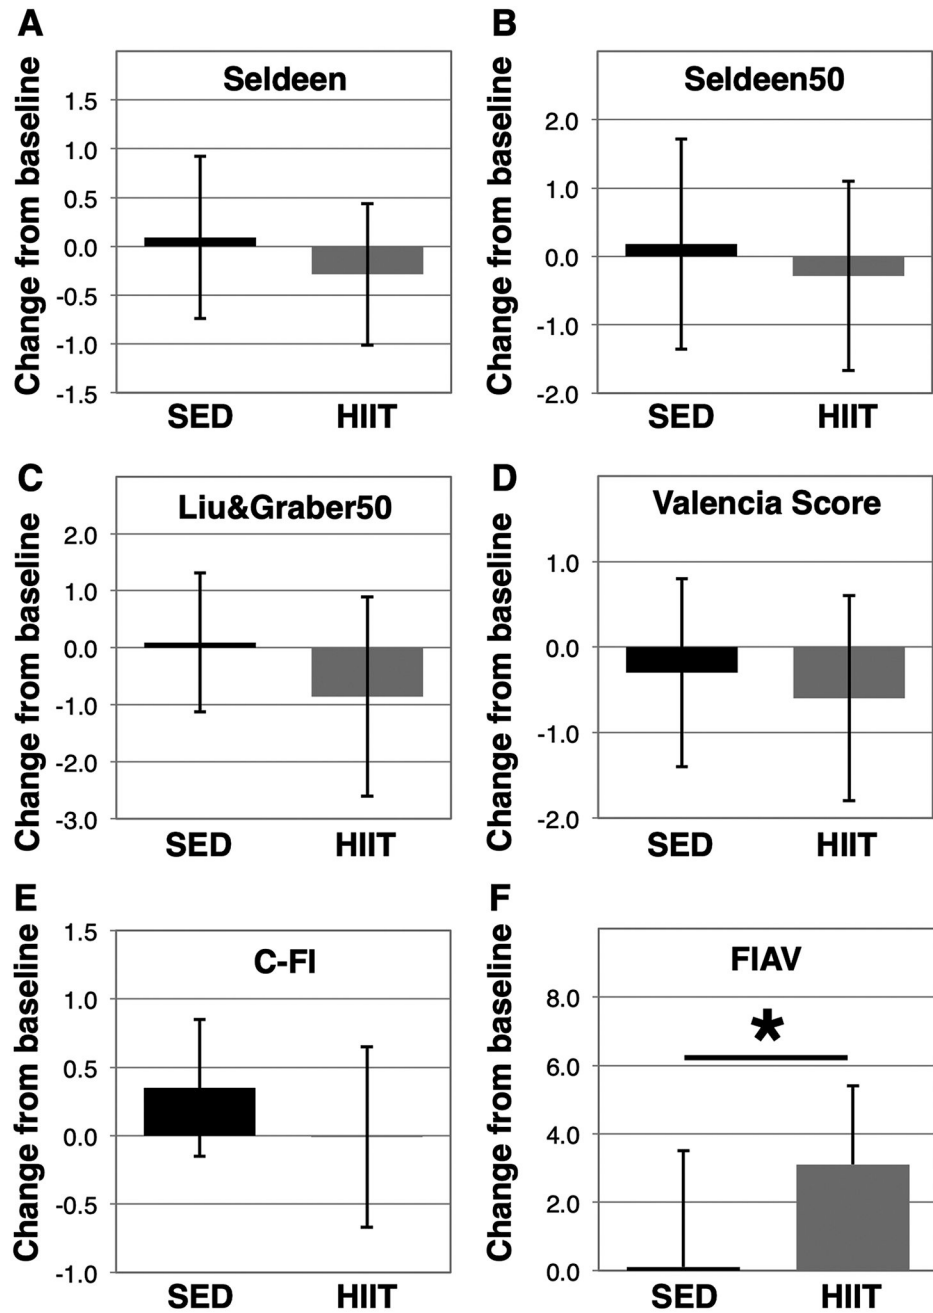 A
Seldeen
Change from baseline
1.5
1.0
0.5
0.0
-0.5
-1.0
-1.5
SED HIIT
B
Seldeen50
Change from baseline
2.0
1.0
0.0
-1.0
-2.0
SED HIIT
C
Liu&Graber50
Change from baseline
2.0
1.0
0.0
-1.0
-2.0
-3.0
SED HIIT
D
Valencia Score
Change from baseline
1.0
0.0
-1.0
-2.0
SED HIIT
E
C-FI
Change from baseline
1.5
1.0
0.5
0.0
-0.5
-1.0
SED HIIT
F
FIAV
*
Change from baseline
8.0
6.0
4.0
2.0
0.0
SED HIIT